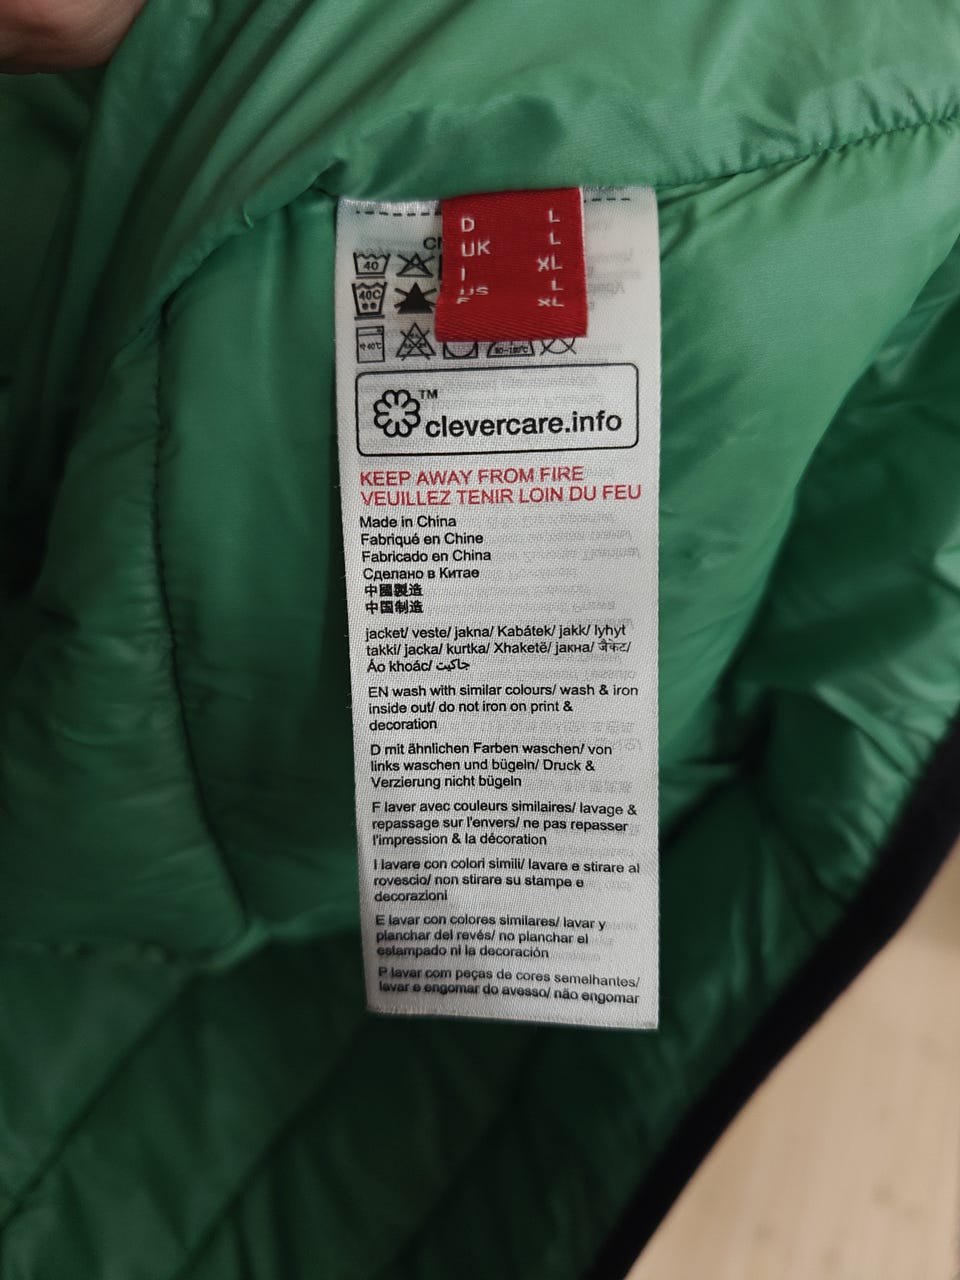 D L
UK L
I XL
US L
F XL
40
40C
40°C
clevercare.info
TM
KEEP AWAY FROM FIRE
VEUILLEZ TENIR LOIN DU FEU
Made in China
Fabriqué en Chine
Fabricado en China
Сделано в Китае
中國製造
中国制造
jacket/ veste/ jakna/ Kabátek/ jakk/ lyhyt
takki/ jacka/ kurtka/ Xhaketë/ јакна/ जैकेट/
Áo khoác/ جاكيت
EN wash with similar colours/ wash & iron
inside out/ do not iron on print &
decoration
D mit ähnlichen Farben waschen/ von
links waschen und bügeln/ Druck &
Verzierung nicht bügeln
F laver avec couleurs similaires/ lavage &
repassage sur l'envers/ ne pas repasser
l'impression & la décoration
I lavare con colori simili/ lavare e stirare al
rovescio/ non stirare su stampe e
decorazioni
E lavar con colores similares/ lavar y
planchar del revés/ no planchar el
estampado ni la decoración
P lavar com peças de cores semelhantes/
lavar e engomar do avesso/ não engomar